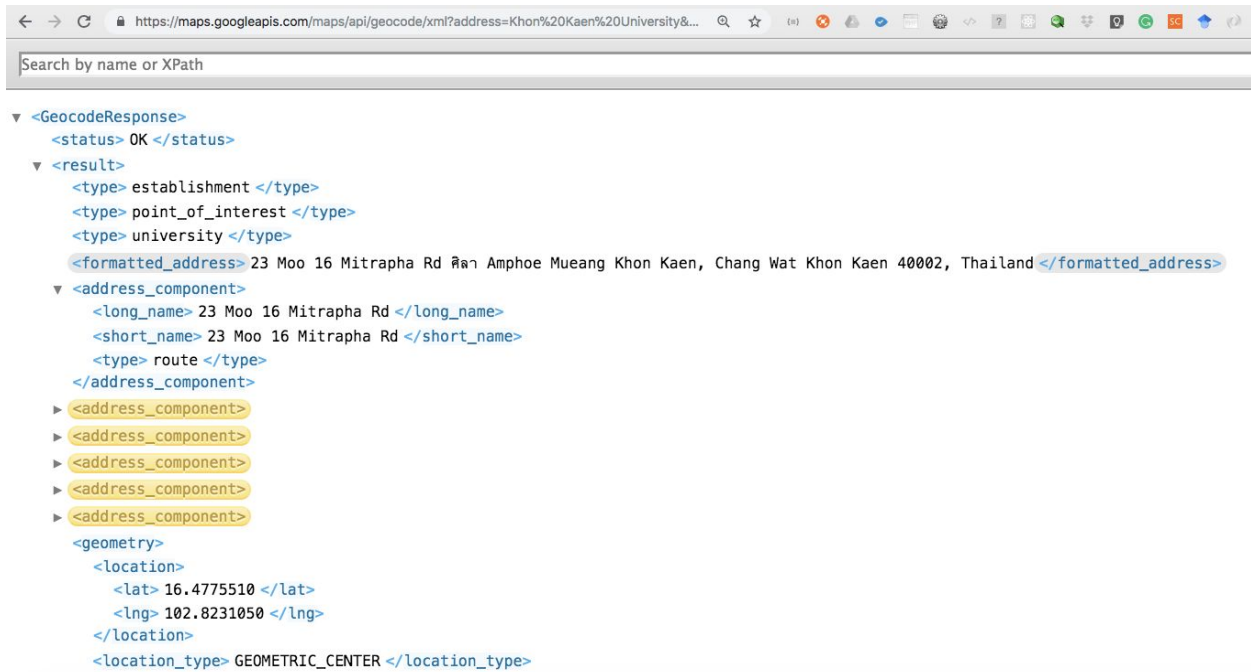 https://maps.googleapis.com/maps/api/geocode/xml?address=Khon%20Kaen%20University&...
Search by name or XPath
<GeocodeResponse>
<status> OK </status>
<result>
<type> establishment </type>
<type> point_of_interest </type>
<type> university </type>
<formatted_address> 23 Moo 16 Mitrapha Rd ศิลา Amphoe Mueang Khon Kaen, Chang Wat Khon Kaen 40002, Thailand </formatted_address>
<address_component>
<long_name> 23 Moo 16 Mitrapha Rd </long_name>
<short_name> 23 Moo 16 Mitrapha Rd </short_name>
<type> route </type>
</address_component>
<address_component>
<address_component>
<address_component>
<address_component>
<address_component>
<geometry>
<location>
<lat> 16.4775510 </lat>
<lng> 102.8231050 </lng>
</location>
<location_type> GEOMETRIC_CENTER </location_type>